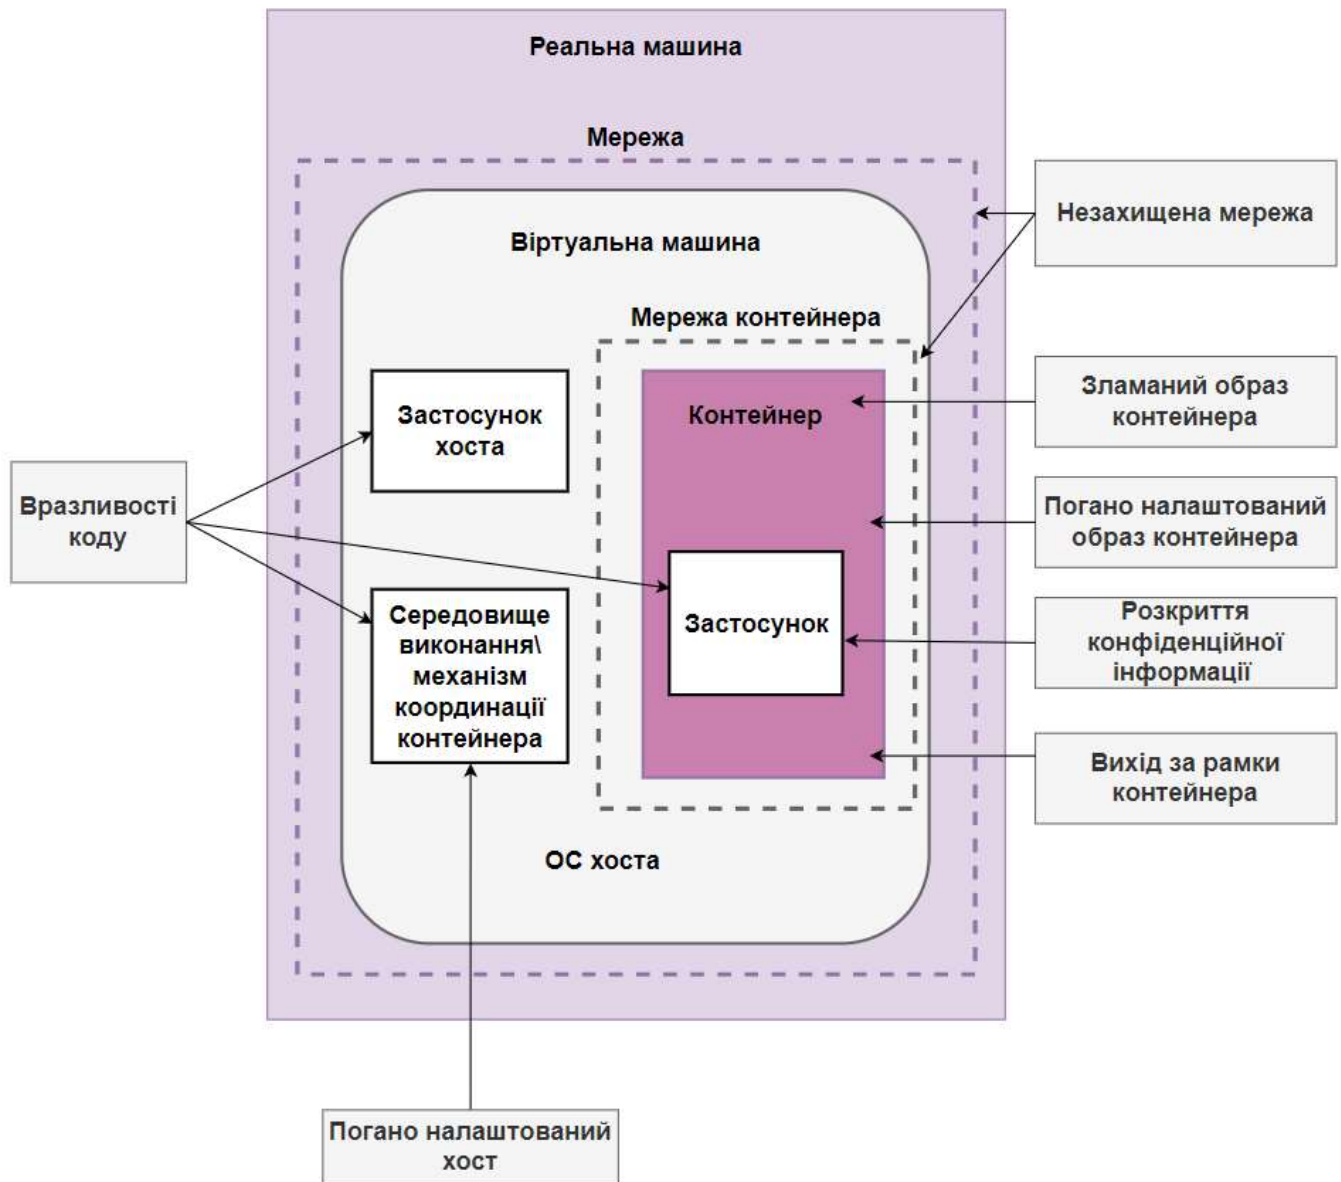 Реальна машина
Мережа
Незахищена мережа
Віртуальна машина
Мережа контейнера
Зламаний образ
контейнера
Застосунок
хоста
Контейнер
Вразливості
коду
Погано налаштований
образ контейнера
Середовище
виконання\
механізм
координації
контейнера
Застосунок
Розкриття
конфіденційної
інформації
Вихід за рамки
контейнера
ОС хоста
Погано налаштований
хост